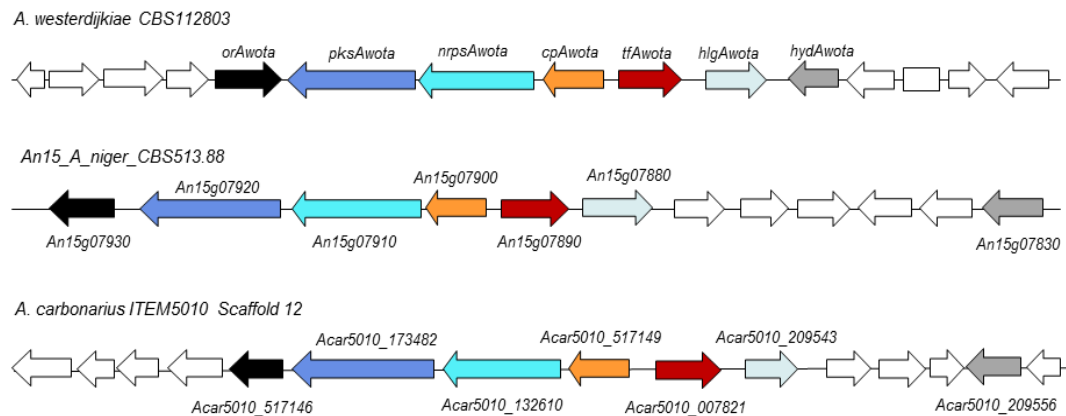 A. westerdijkiae CBS112803
orAwota pksAwota nrpsAwota cpAwota tfAwota hlgAwota hydAwota
An15_A_niger_CBS513.88
An15g07920 An15g07900 An15g07880
An15g07930 An15g07910 An15g07890 An15g07830
A. carbonarius ITEM5010 Scaffold 12
Acar5010_173482 Acar5010_517149 Acar5010_209543
Acar5010_517146 Acar5010_132610 Acar5010_007821 Acar5010_209556